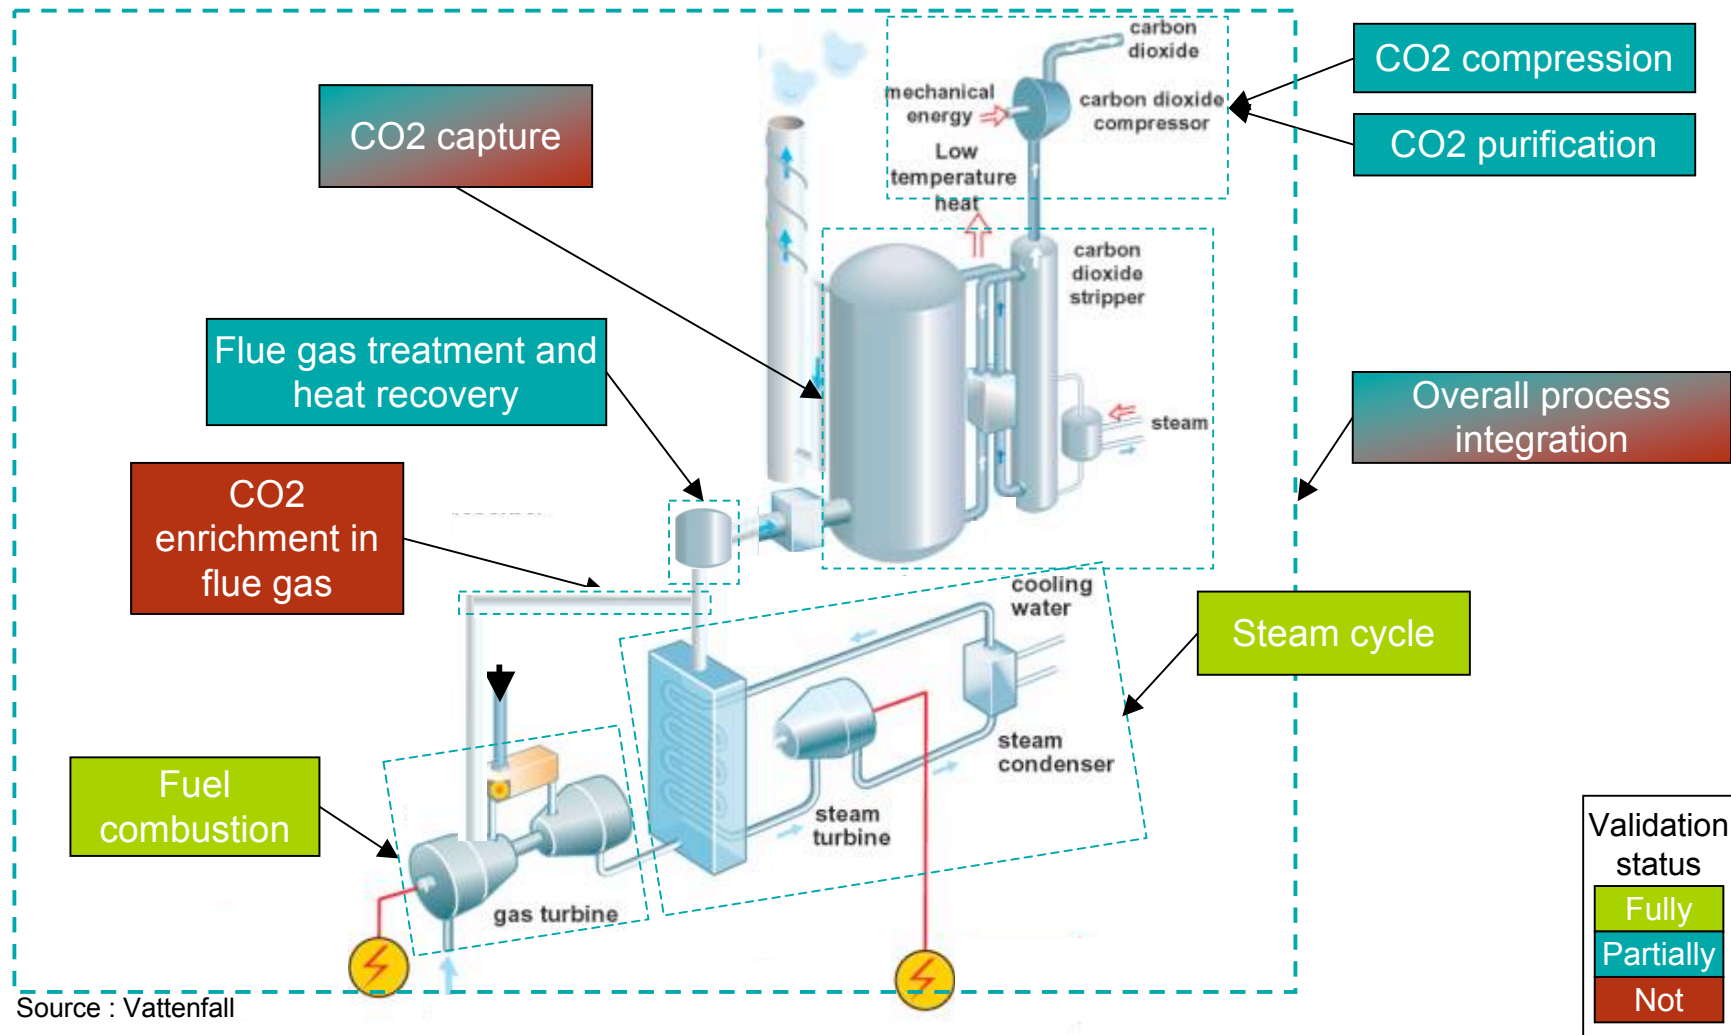 carbon
dioxide
CO2 compression
mechanical
energy
carbon dioxide
compressor
CO2 purification
CO2 capture
Low
temperature
heat
carbon
dioxide
stripper
Flue gas treatment and
heat recovery
steam
Overall process
integration
CO2
enrichment in
flue gas
cooling
water
Steam cycle
steam
condenser
Fuel
combustion
steam
turbine
gas turbine
Validation
status
Fully
Partially
Not
Source : Vattenfall